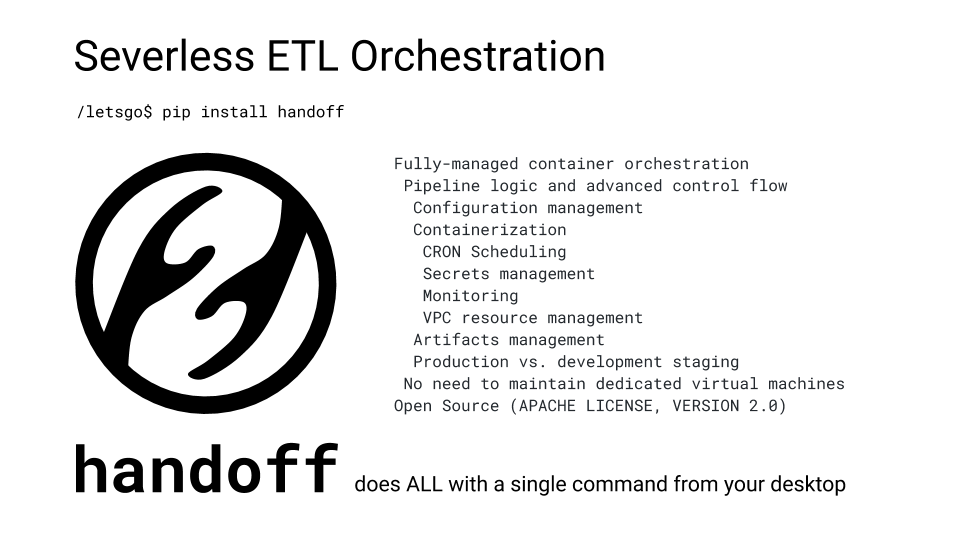 Severless ETL Orchestration
/letsgo$ pip install handoff
Fully-managed container orchestration
Pipeline logic and advanced control flow
Configuration management
Containerization
CRON Scheduling
Secrets management
Monitoring
VPC resource management
Artifacts management
Production vs. development staging
No need to maintain dedicated virtual machines
Open Source (APACHE LICENSE, VERSION 2.0)
handoff does ALL with a single command from your desktop